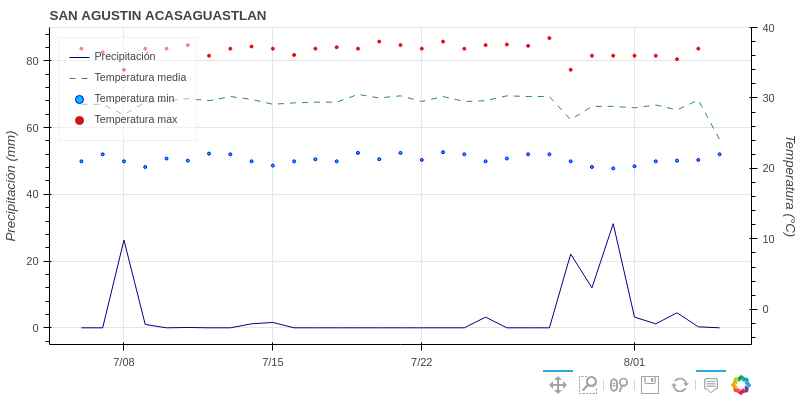 SAN AGUSTIN ACASAGUASTLAN
Precipitación
Temperatura media
Temperatura min
Temperatura max
Precipitación (mm)
80
60
40
20
0
Temperatura (°C)
40
30
20
10
0
7/08
7/15
7/22
8/01